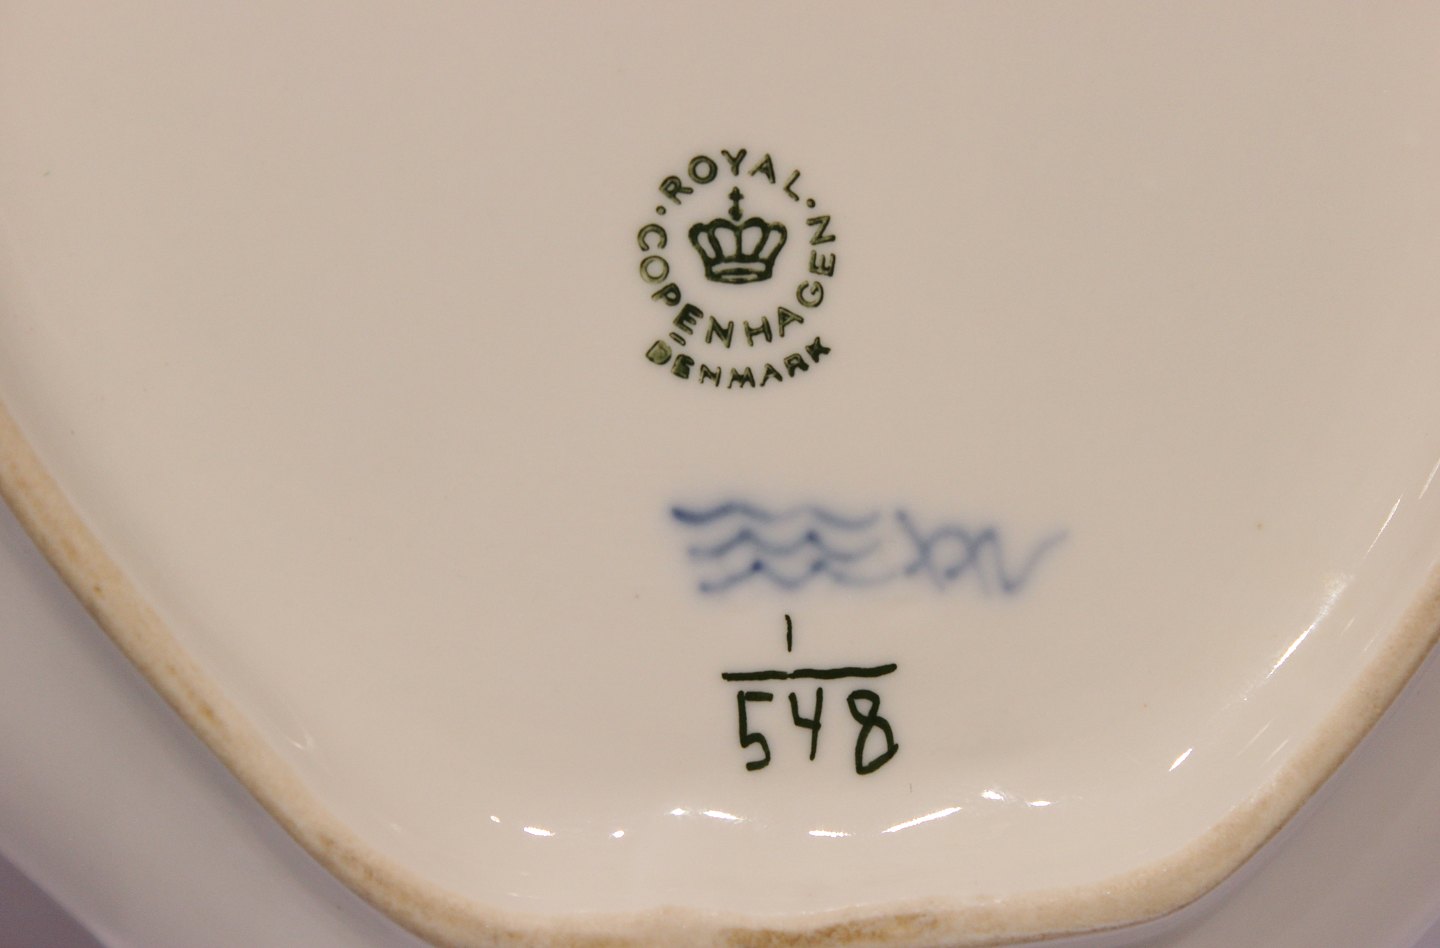 ROYAL
COPENHAGEN
DENMARK
1
548